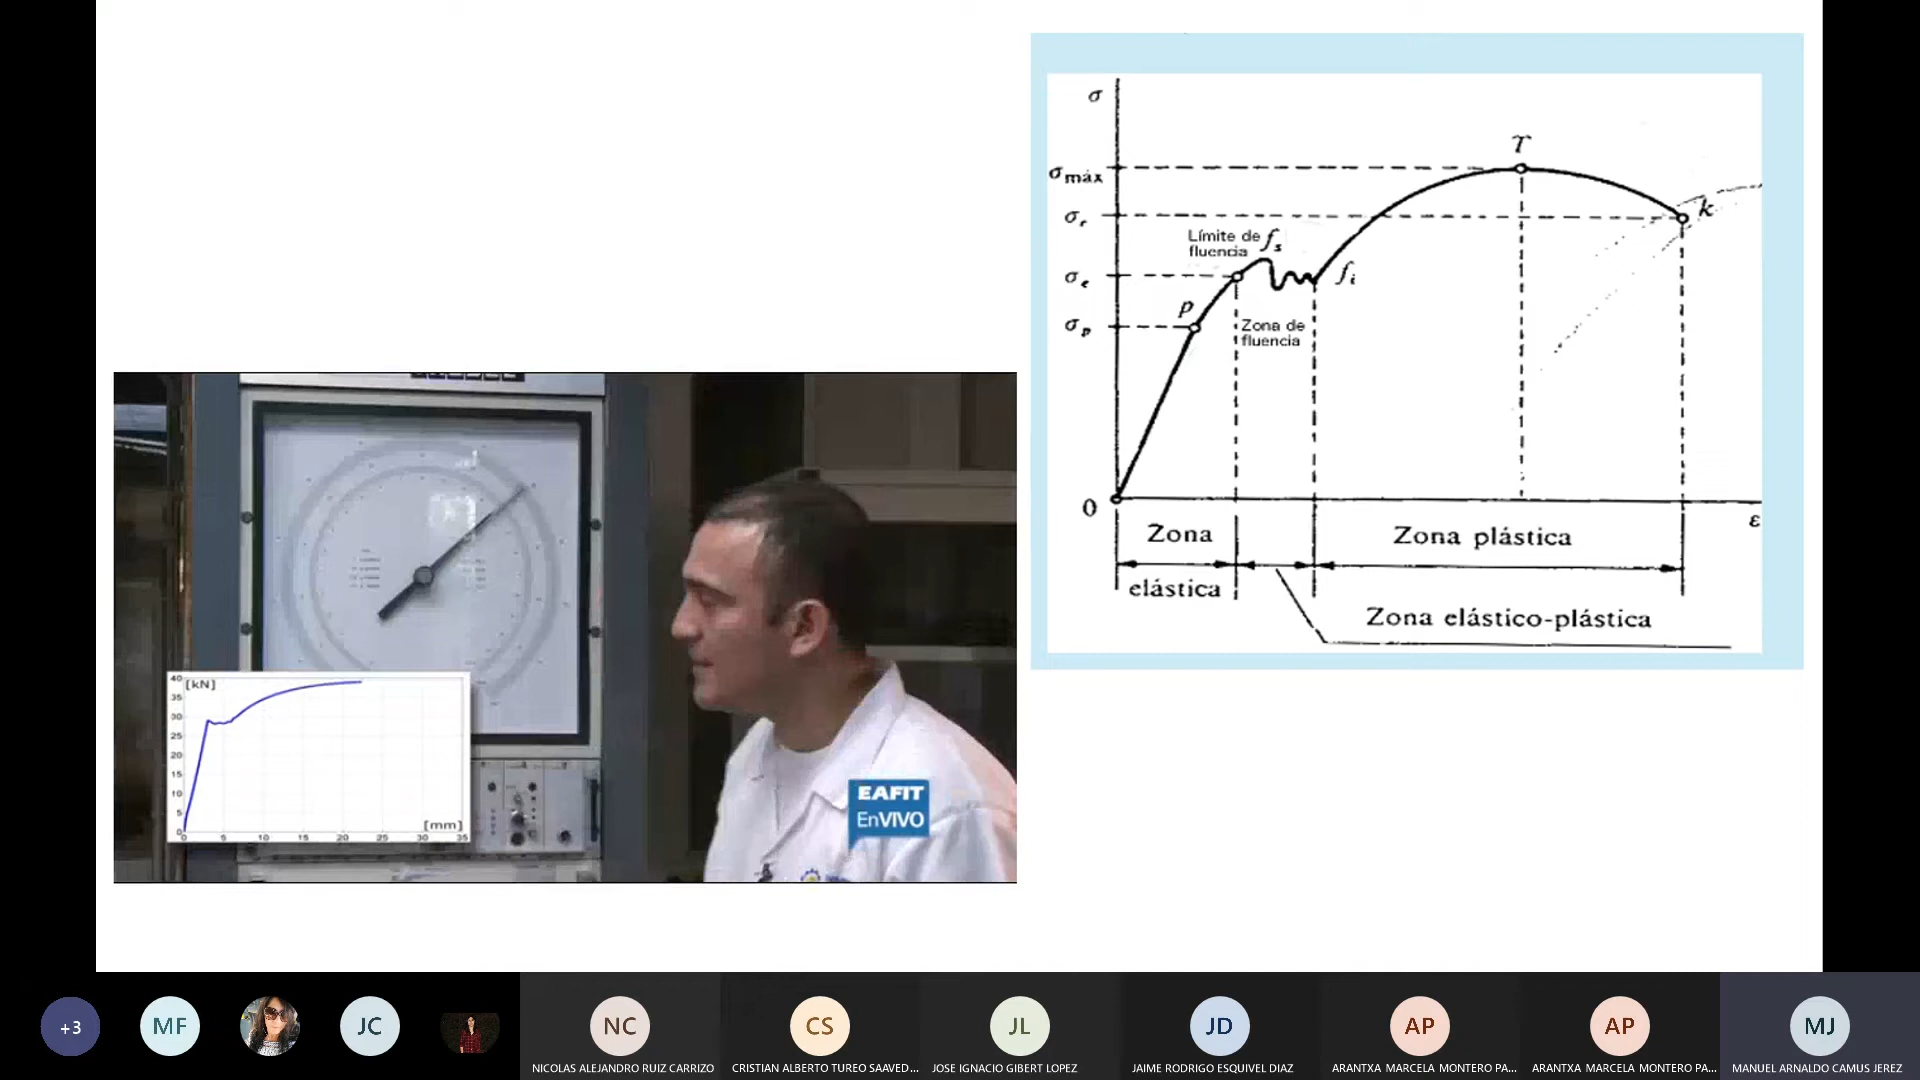 σ
σ máx
σr
σe
σp
0
T
k
Límite de
fluencia
fs
fi
p
Zona de
fluencia
ε
Zona
elástica
Zona plástica
Zona elástico-plástica
[kN]
40
35
30
25
20
15
10
5
0
0 5 10 15 20 25 30 35
[mm]
EAFIT
EnVIVO
+3
MF
JC
NC
NICOLAS ALEJANDRO RUIZ CARRIZO
CS
CRISTIAN ALBERTO TUREO SAAVED...
JL
JOSE IGNACIO GIBERT LOPEZ
JD
JAIME RODRIGO ESQUIVEL DIAZ
AP
ARANTXA MARCELA MONTERO PA...
AP
ARANTXA MARCELA MONTERO PA...
MJ
MANUEL ARNALDO CAMUS JEREZ